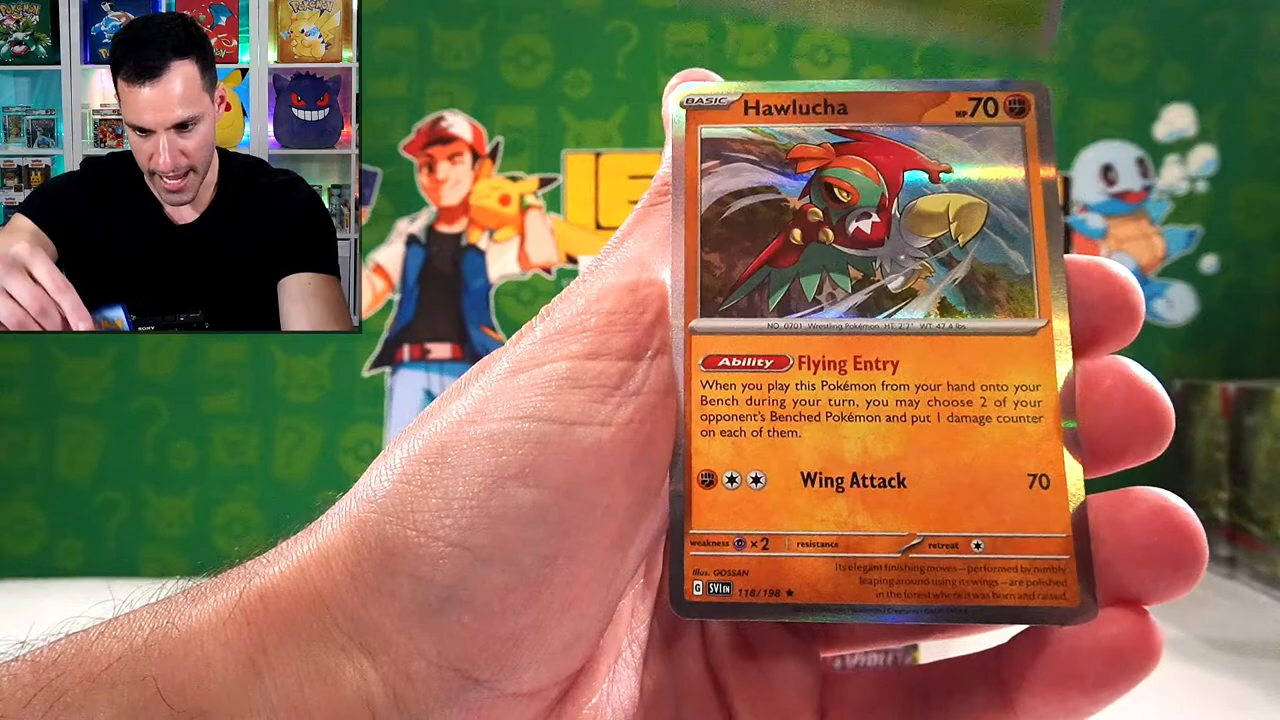 BASIC Hawlucha HP 70
NO. 0701 Wrestling Pokémon HT: 2'7" WT: 47.4 lbs.
Ability Flying Entry
When you play this Pokémon from your hand onto your
Bench during your turn, you may choose 2 of your
opponent's Benched Pokémon and put 1 damage counter
on each of them.
Wing Attack 70
weakness ×2 resistance retreat
Illus. GOSSAN
Its elegant finishing moves—performed by nimbly
leaping around using its wings—are polished
in the forest where it was born and raised.
G SVI EN 118/198
SONY